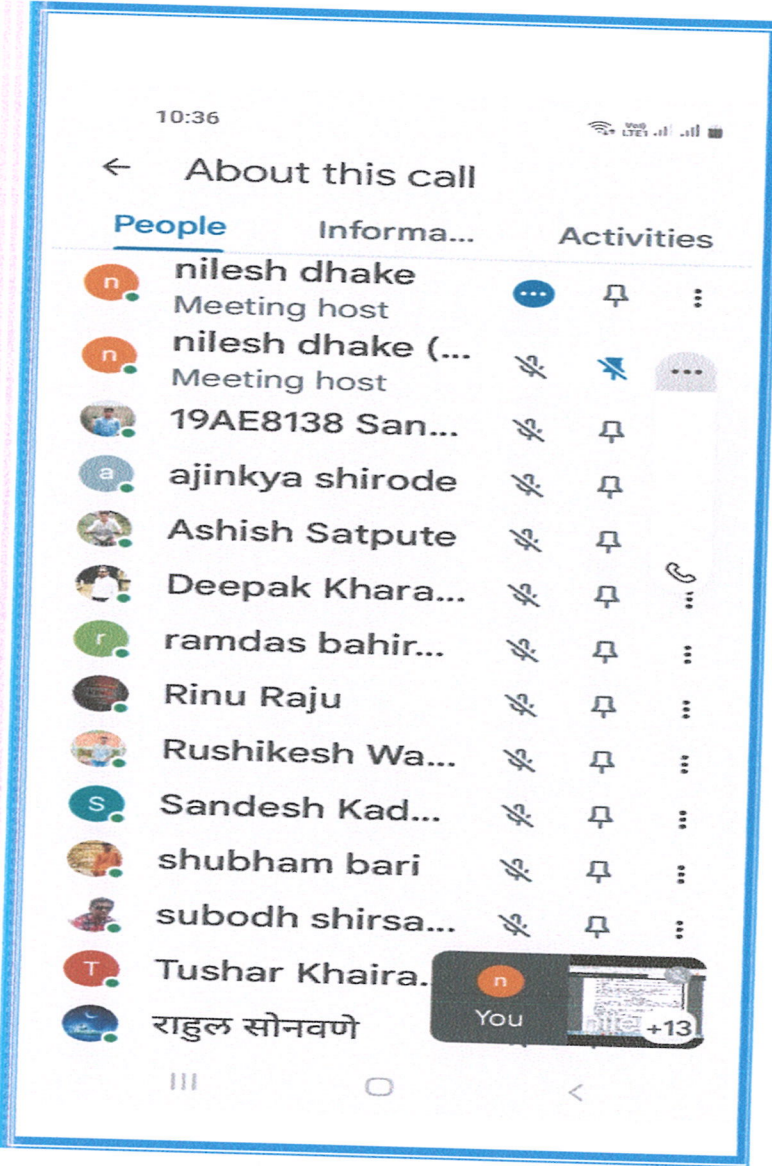 10:36
Vo)) LTE1
← About this call
People Informa... Activities
n nilesh dhake
Meeting host
n nilesh dhake (...
Meeting host
19AE8138 San...
a ajinkya shirode
Ashish Satpute
Deepak Khara...
r ramdas bahir...
Rinu Raju
Rushikesh Wa...
S Sandesh Kad...
shubham bari
subodh shirsa...
T Tushar Khaira.
n
You
+13
राहुल सोनवणे